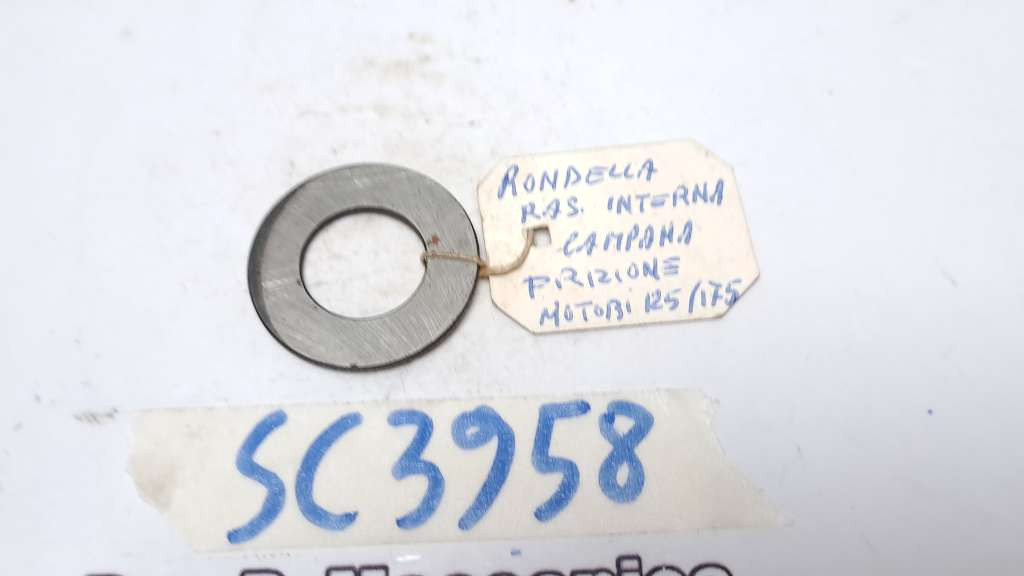 RONDELLA
RAS. INTERNA
CAMPANA
FRIZIONE
MOTOBI 125/175
SC3958